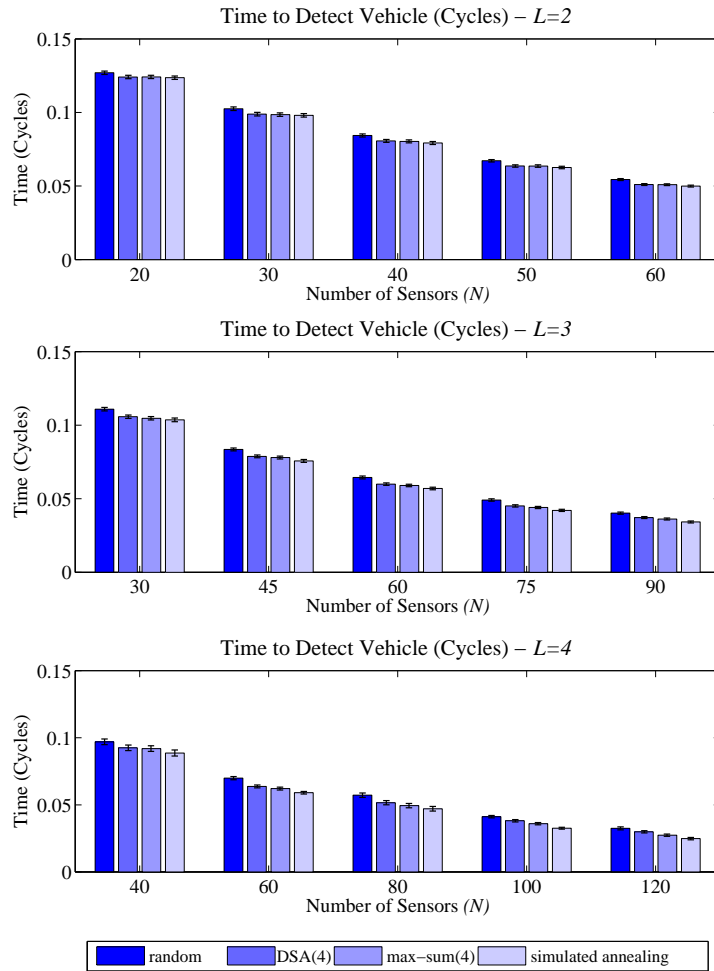 Time to Detect Vehicle (Cycles) – L=2
0.15
0.1
0.05
0
Time (Cycles)
20 30 40 50 60
Number of Sensors (N)
Time to Detect Vehicle (Cycles) – L=3
0.15
0.1
0.05
0
Time (Cycles)
30 45 60 75 90
Number of Sensors (N)
Time to Detect Vehicle (Cycles) – L=4
0.15
0.1
0.05
0
Time (Cycles)
40 60 80 100 120
Number of Sensors (N)
random DSA(4) max−sum(4) simulated annealing